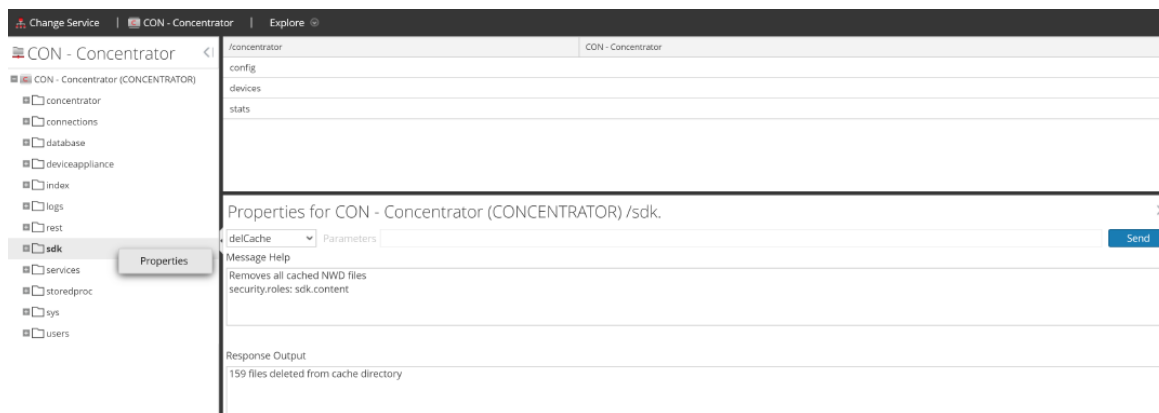 Change Service | CON - Concentrator | Explore
CON - Concentrator
CON - Concentrator (CONCENTRATOR)
concentrator
connections
database
deviceappliance
index
logs
rest
sdk
services
storedproc
sys
users
Properties
/concentrator CON - Concentrator
config
devices
stats
Properties for CON - Concentrator (CONCENTRATOR) /sdk.
delCache Parameters Send
Message Help
Removes all cached NWD files
security.roles: sdk.content
Response Output
159 files deleted from cache directory